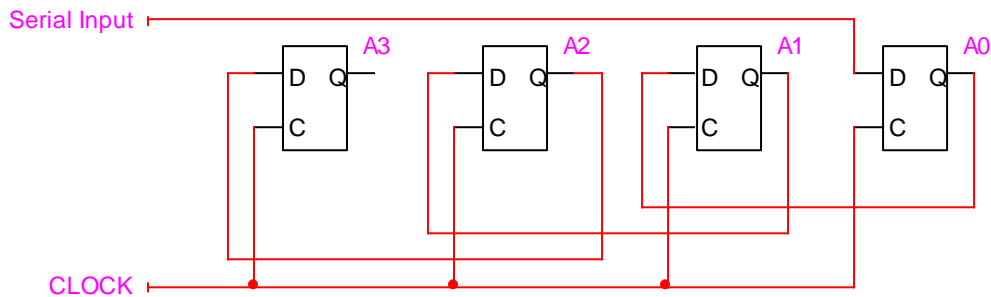 Serial Input
A3 A2 A1 A0
D Q D Q D Q D Q
C C C C
CLOCK